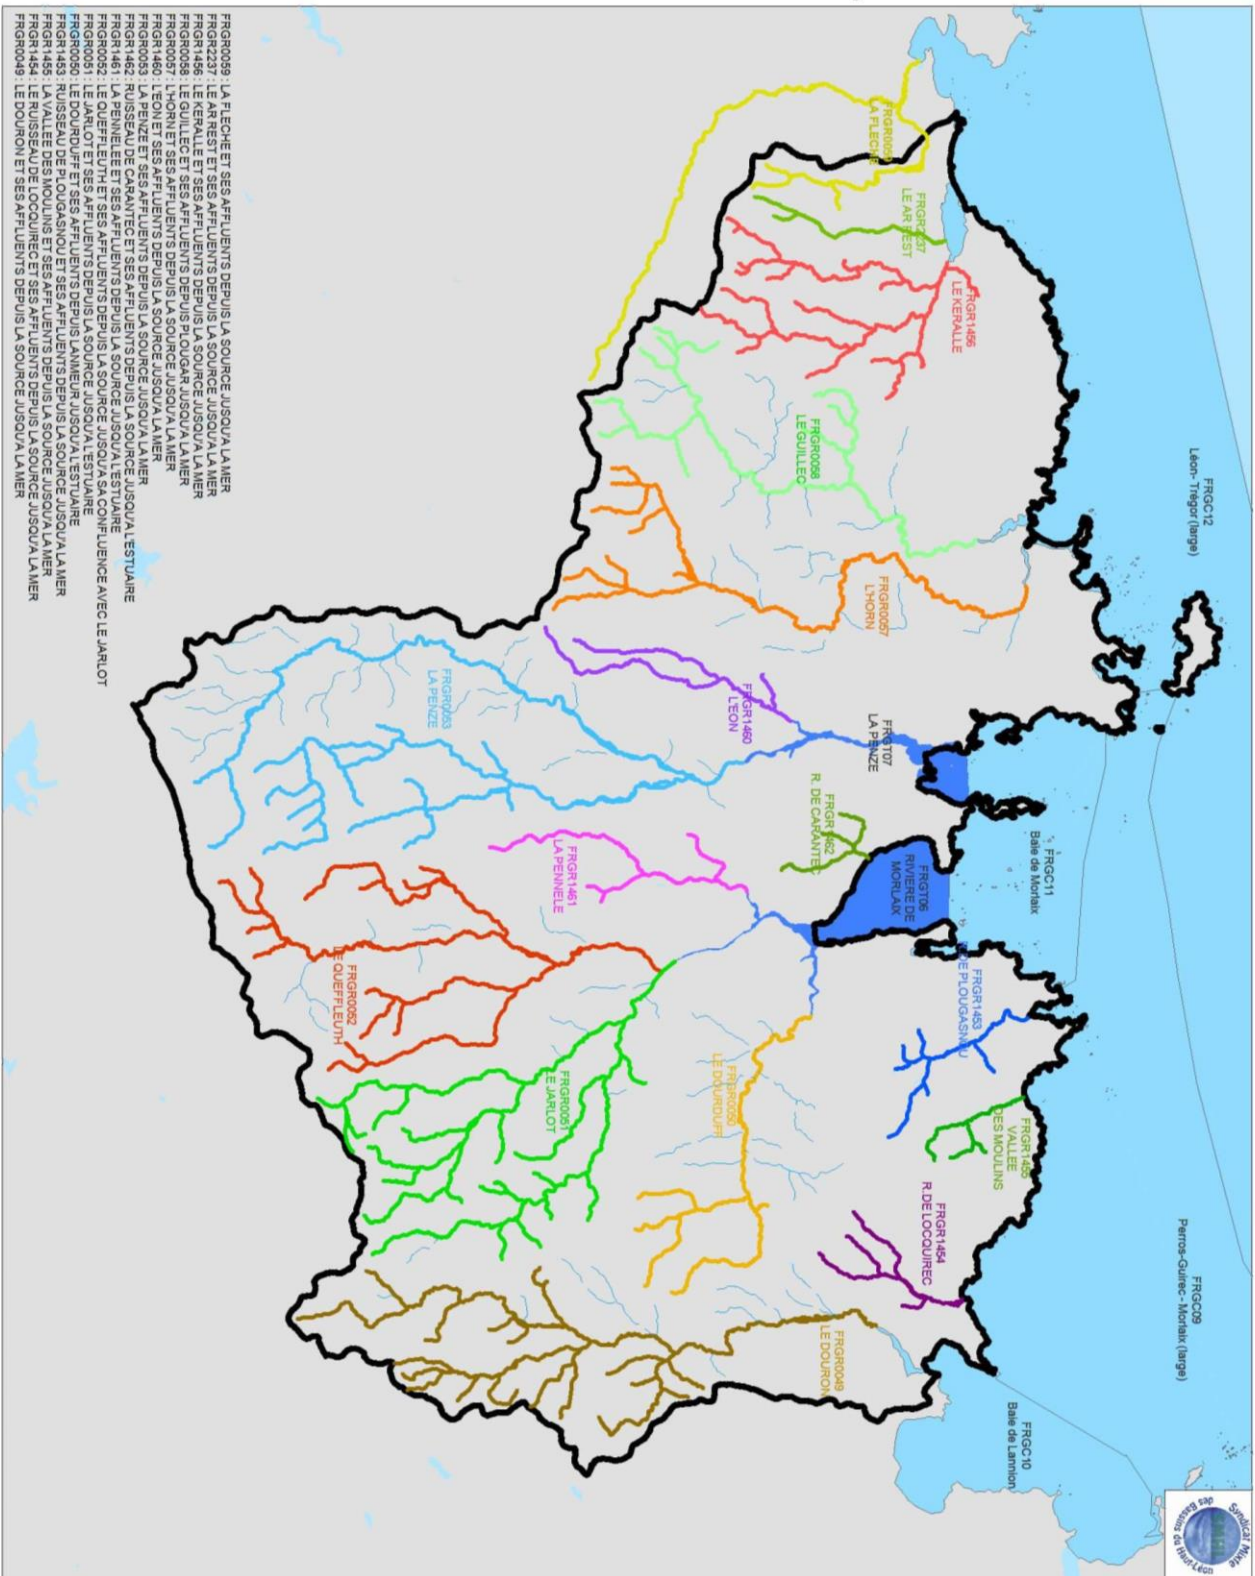 FRGC12
Léon- Trégor (large)
FRGC09
Perros-Guirec - Morlaix (large)
FRGC11
Baie de Morlaix
FRGC10
Baie de Lannion
Syndicat Mixte
des Bassins du Haut-Léon
FRGR0059
LA FLECHE
FRGR2237
LE AR REST
FRGR1456
LE KERALLE
FRGR0058
LE GUILLEC
FRGR0057
L'HORN
FRGR1460
L'EON
FRGT07
LA PENZE
FRGR0053
LA PENZE
FRGR1462
R. DE CARANTEC
FRGT06
RIVIERE DE
MORLAIX
FRGR1461
LA PENNELE
FRGR0052
LE QUEFFLEUTH
FRGR0051
LE JARLOT
FRGR0050
LE DOURDUFF
FRGR1453
DE PLOUGASNOU
FRGR1455
VALLEE
DES MOULINS
FRGR1454
R.DE LOCQUIREC
FRGR0049
LE DOURON
FRGR0059 : LA FLECHE ET SES AFFLUENTS DEPUIS LA SOURCE JUSQU'A LA MER
FRGR2237 : LE AR REST ET SES AFFLUENTS DEPUIS LA SOURCE JUSQU'A LA MER
FRGR1456 : LE KERALLE ET SES AFFLUENTS DEPUIS LA SOURCE JUSQU'A LA MER
FRGR0058 : LE GUILLEC ET SES AFFLUENTS DEPUIS PLOUGAR JUSQU'A LA MER
FRGR0057 : L'HORN ET SES AFFLUENTS DEPUIS LA SOURCE JUSQU'A LA MER
FRGR1460 : L'EON ET SES AFFLUENTS DEPUIS LA SOURCE JUSQU'A LA MER
FRGR0053 : LA PENZE ET SES AFFLUENTS DEPUIS LA SOURCE JUSQU'A LA MER
FRGR1462 : RUISSEAU DE CARANTEC ET SES AFFLUENTS DEPUIS LA SOURCE JUSQU'A L'ESTUAIRE
FRGR1461 : LA PENNELEE ET SES AFFLUENTS DEPUIS LA SOURCE JUSQU'A L'ESTUAIRE
FRGR0052 : LE QUEFFLEUTH ET SES AFFLUENTS DEPUIS LA SOURCE JUSQU'A SA CONFLUENCE AVEC LE JARLOT
FRGR0051 : LE JARLOT ET SES AFFLUENTS DEPUIS LA SOURCE JUSQU'A L'ESTUAIRE
FRGR0050 : LE DOURDUFF ET SES AFFLUENTS DEPUIS LANMEUR JUSQU'A L'ESTUAIRE
FRGR1453 : RUISSEAU DE PLOUGASNOU ET SES AFFLUENTS DEPUIS LA SOURCE JUSQU'A LA MER
FRGR1455 : LA VALLEE DES MOULINS ET SES AFFLUENTS DEPUIS LA SOURCE JUSQU'A LA MER
FRGR1454 : LE RUISSEAU DE LOCQUIREC ET SES AFFLUENTS DEPUIS LA SOURCE JUSQU'A LA MER
FRGR0049 : LE DOURON ET SES AFFLUENTS DEPUIS LA SOURCE JUSQU'A LA MER